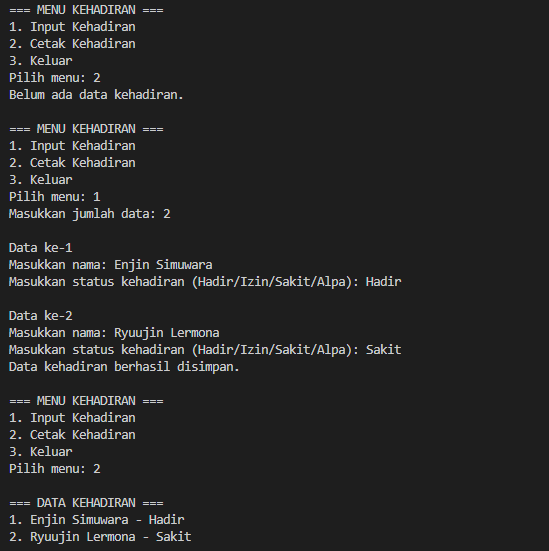 === MENU KEHADIRAN ===
1. Input Kehadiran
2. Cetak Kehadiran
3. Keluar
Pilih menu: 2
Belum ada data kehadiran.
=== MENU KEHADIRAN ===
1. Input Kehadiran
2. Cetak Kehadiran
3. Keluar
Pilih menu: 1
Masukkan jumlah data: 2
Data ke-1
Masukkan nama: Enjin Simuwara
Masukkan status kehadiran (Hadir/Izin/Sakit/Alpa): Hadir
Data ke-2
Masukkan nama: Ryuujin Lermona
Masukkan status kehadiran (Hadir/Izin/Sakit/Alpa): Sakit
Data kehadiran berhasil disimpan.
=== MENU KEHADIRAN ===
1. Input Kehadiran
2. Cetak Kehadiran
3. Keluar
Pilih menu: 2
=== DATA KEHADIRAN ===
1. Enjin Simuwara - Hadir
2. Ryuujin Lermona - Sakit